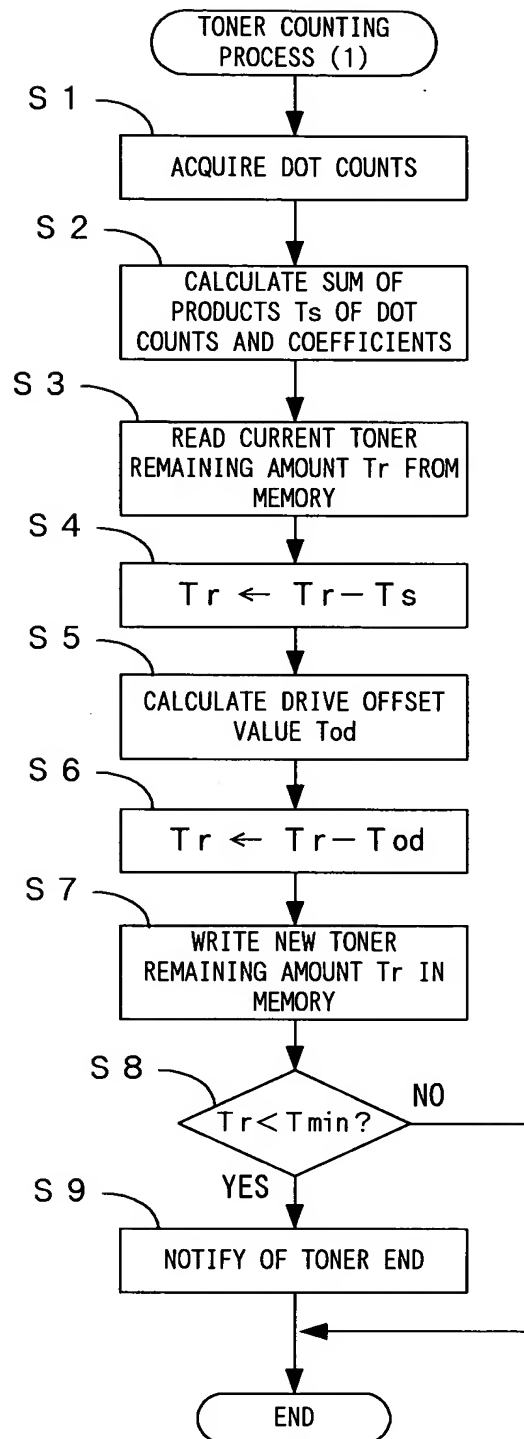 TONER COUNTING
PROCESS (1)
S 1
ACQUIRE DOT COUNTS
S 2
CALCULATE SUM OF
PRODUCTS Ts OF DOT
COUNTS AND COEFFICIENTS
S 3
READ CURRENT TONER
REMAINING AMOUNT Tr FROM
MEMORY
S 4
Tr ← Tr－Ts
S 5
CALCULATE DRIVE OFFSET
VALUE Tod
S 6
Tr ← Tr－Tod
S 7
WRITE NEW TONER
REMAINING AMOUNT Tr IN
MEMORY
S 8
Tr＜Tmin?
NO
YES
S 9
NOTIFY OF TONER END
END